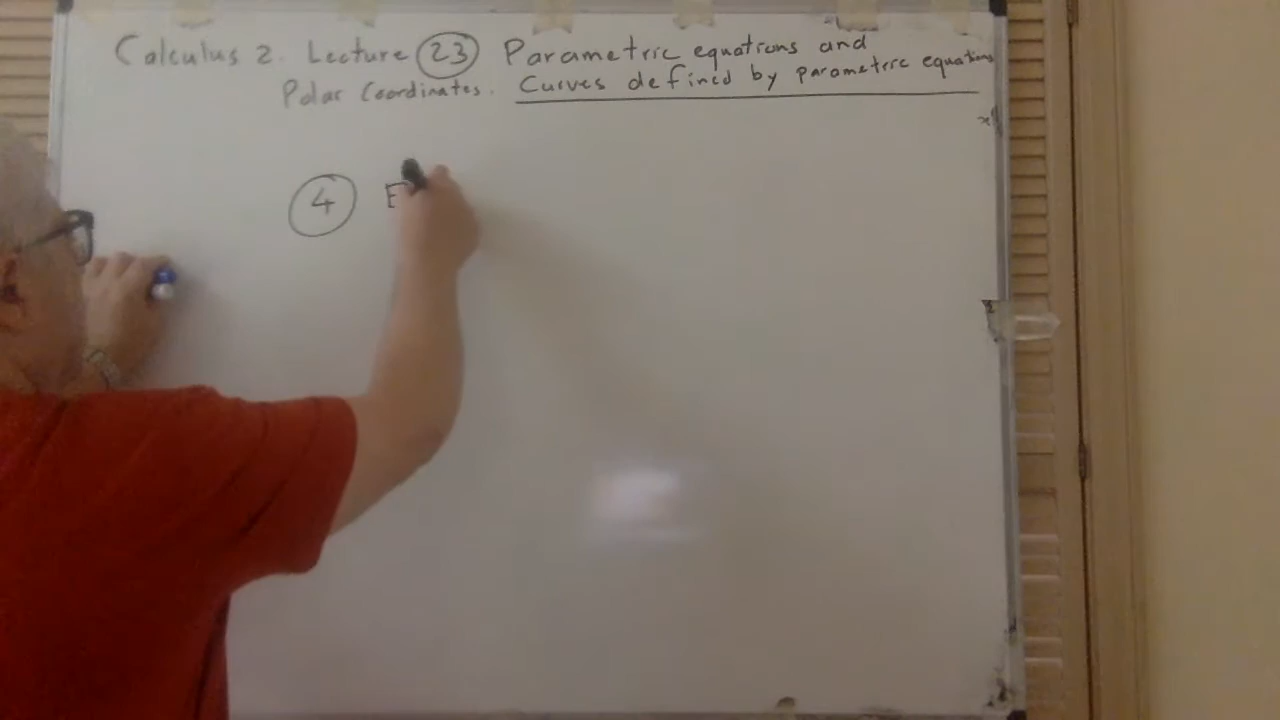 Calculus 2. Lecture 23 Parametric equations and
Polar Coordinates. Curves defined by parametric equations
4 E